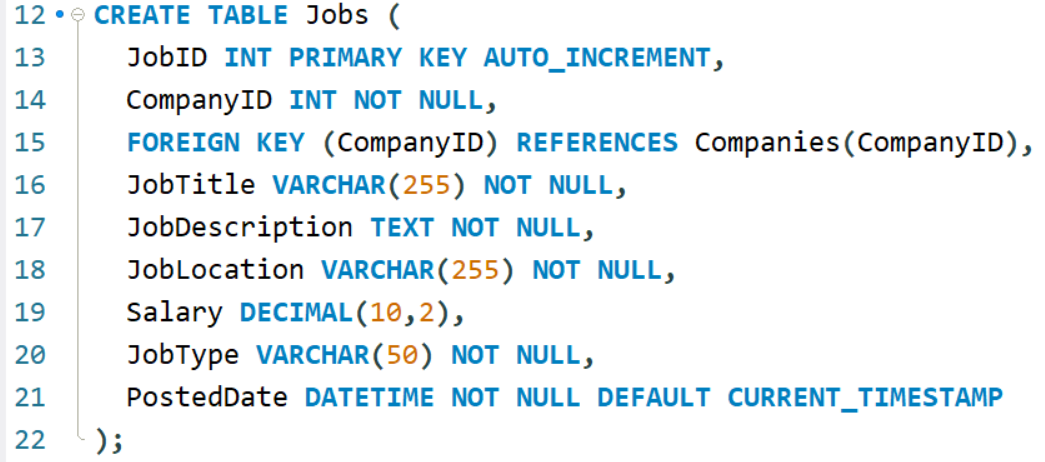 12 CREATE TABLE Jobs (
13 JobID INT PRIMARY KEY AUTO_INCREMENT,
14 CompanyID INT NOT NULL,
15 FOREIGN KEY (CompanyID) REFERENCES Companies(CompanyID),
16 JobTitle VARCHAR(255) NOT NULL,
17 JobDescription TEXT NOT NULL,
18 JobLocation VARCHAR(255) NOT NULL,
19 Salary DECIMAL(10,2),
20 JobType VARCHAR(50) NOT NULL,
21 PostedDate DATETIME NOT NULL DEFAULT CURRENT_TIMESTAMP
22 );